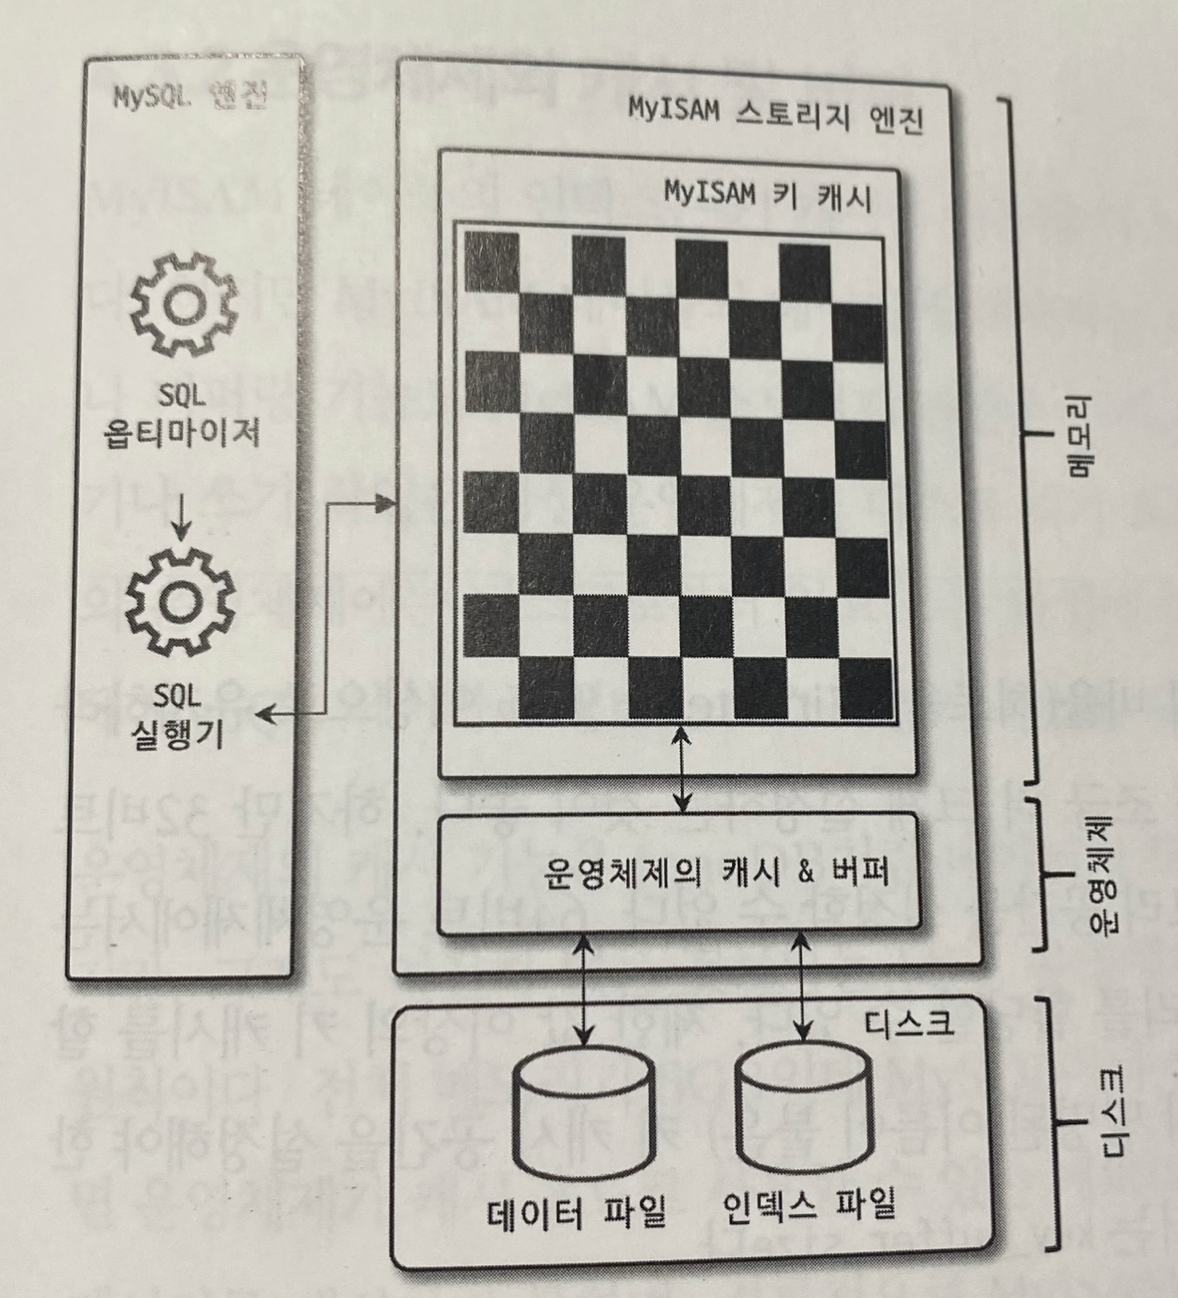 MySQL 엔진
SQL
옵티마이저
SQL
실행기
MyISAM 스토리지 엔진
MyISAM 키 캐시
운영체제의 캐시 & 버퍼
디스크
데이터 파일
인덱스 파일
메모리
운영체제
디스크